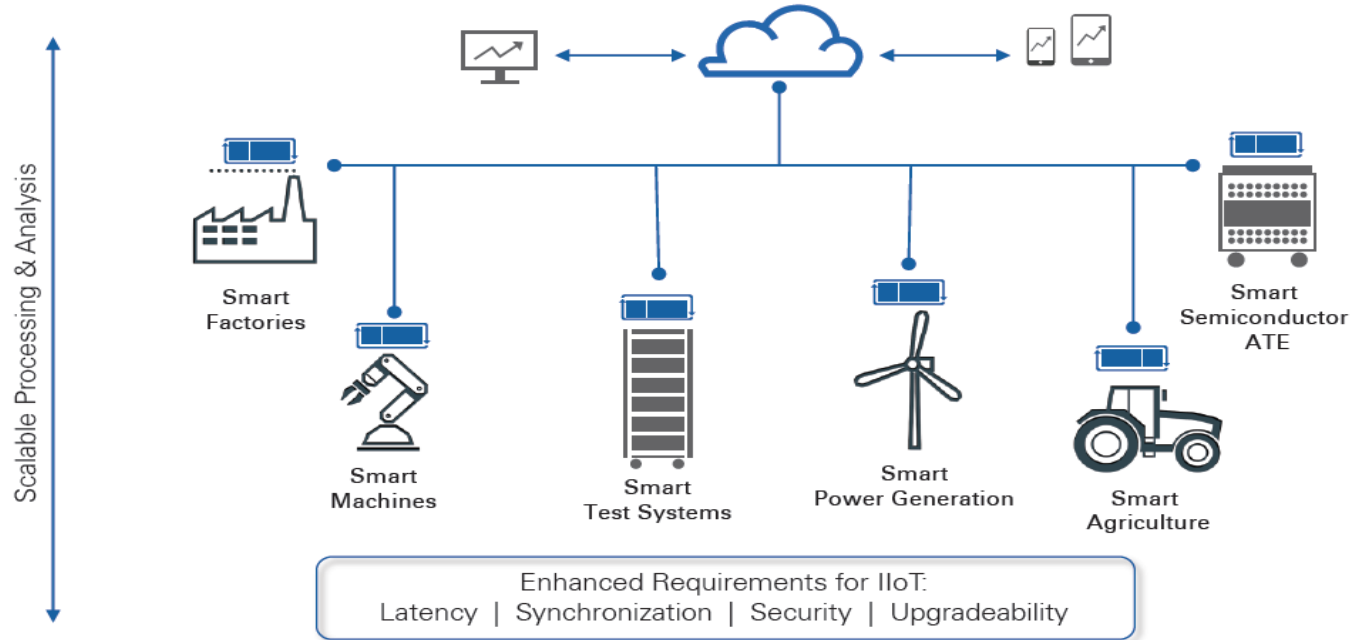 Scalable Processing & Analysis
Smart
Factories
Smart
Machines
Smart
Test Systems
Smart
Power Generation
Smart
Agriculture
Smart
Semiconductor
ATE
Enhanced Requirements for IIoT:
Latency | Synchronization | Security | Upgradeability